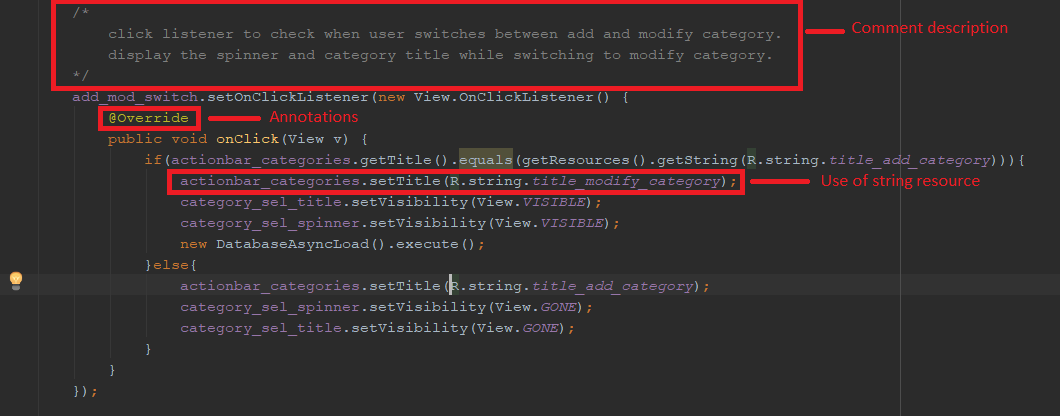 /*
click listener to check when user switches between add and modify category.
display the spinner and category title while switching to modify category.
*/
Comment description
add_mod_switch.setOnClickListener(new View.OnClickListener() {
@Override
Annotations
public void onClick(View v) {
if(actionbar_categories.getTitle().equals(getResources().getString(R.string.title_add_category))){
actionbar_categories.setTitle(R.string.title_modify_category);
Use of string resource
category_sel_title.setVisibility(View.VISIBLE);
category_sel_spinner.setVisibility(View.VISIBLE);
new DatabaseAsyncLoad().execute();
}else{
actionbar_categories.setTitle(R.string.title_add_category);
category_sel_spinner.setVisibility(View.GONE);
category_sel_title.setVisibility(View.GONE);
}
}
});